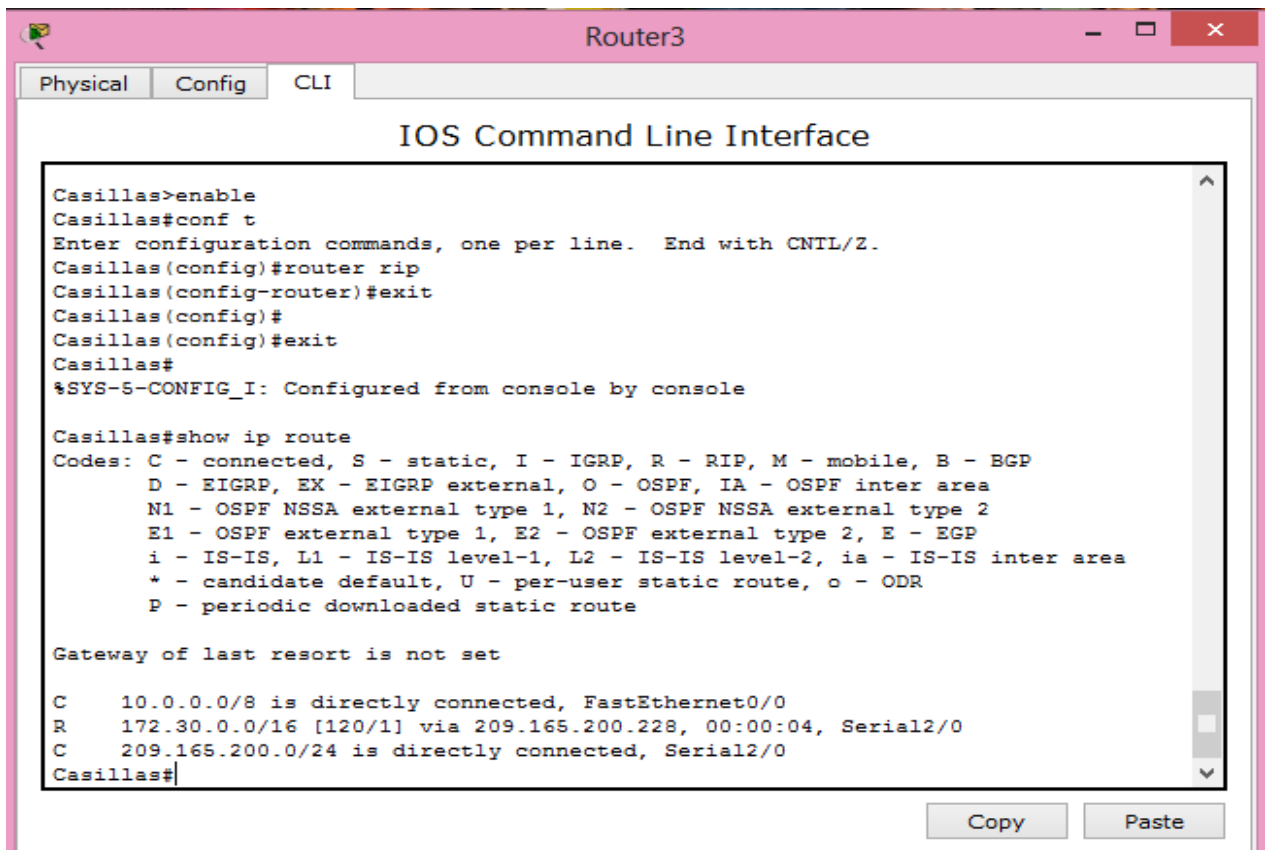 Router3
Physical Config CLI
IOS Command Line Interface
Casillas>enable
Casillas#conf t
Enter configuration commands, one per line.  End with CNTL/Z.
Casillas(config)#router rip
Casillas(config-router)#exit
Casillas(config)#
Casillas(config)#exit
Casillas#
%SYS-5-CONFIG_I: Configured from console by console
Casillas#show ip route
Codes: C - connected, S - static, I - IGRP, R - RIP, M - mobile, B - BGP
D - EIGRP, EX - EIGRP external, O - OSPF, IA - OSPF inter area
N1 - OSPF NSSA external type 1, N2 - OSPF NSSA external type 2
E1 - OSPF external type 1, E2 - OSPF external type 2, E - EGP
i - IS-IS, L1 - IS-IS level-1, L2 - IS-IS level-2, ia - IS-IS inter area
* - candidate default, U - per-user static route, o - ODR
P - periodic downloaded static route
Gateway of last resort is not set
C    10.0.0.0/8 is directly connected, FastEthernet0/0
R    172.30.0.0/16 [120/1] via 209.165.200.228, 00:00:04, Serial2/0
C    209.165.200.0/24 is directly connected, Serial2/0
Casillas#
Copy Paste